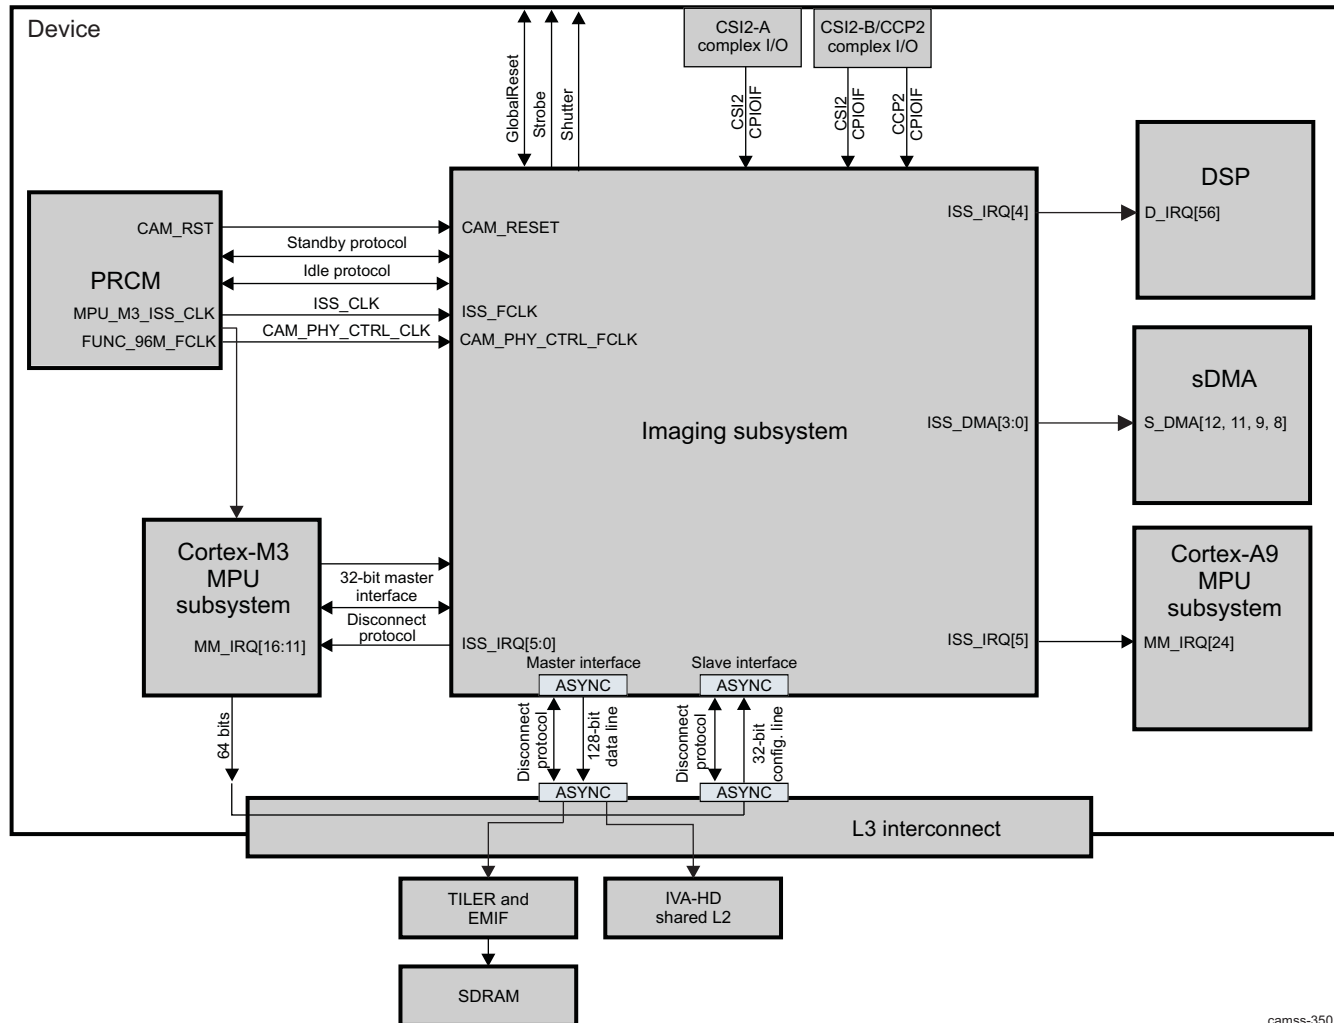 Device
CSI2-A
complex I/O
CSI2-B/CCP2
complex I/O
GlobalReset
Strobe
Shutter
CSI2
CPIOIF
CSI2
CPIOIF
CCP2
CPIOIF
DSP
ISS_IRQ[4]
D_IRQ[56]
CAM_RST
CAM_RESET
Standby protocol
Idle protocol
PRCM
ISS_CLK
MPU_M3_ISS_CLK
ISS_FCLK
CAM_PHY_CTRL_CLK
FUNC_96M_FCLK
CAM_PHY_CTRL_FCLK
sDMA
Imaging subsystem
ISS_DMA[3:0]
S_DMA[12, 11, 9, 8]
Cortex-M3
MPU
subsystem
32-bit master
interface
Disconnect
protocol
MM_IRQ[16:11]
ISS_IRQ[5:0]
Cortex-A9
MPU
subsystem
ISS_IRQ[5]
MM_IRQ[24]
Master interface
Slave interface
ASYNC
ASYNC
64 bits
Disconnect
protocol
128-bit
data line
Disconnect
protocol
32-bit
config. line
ASYNC
ASYNC
L3 interconnect
TILER and
EMIF
IVA-HD
shared L2
SDRAM
camss-350